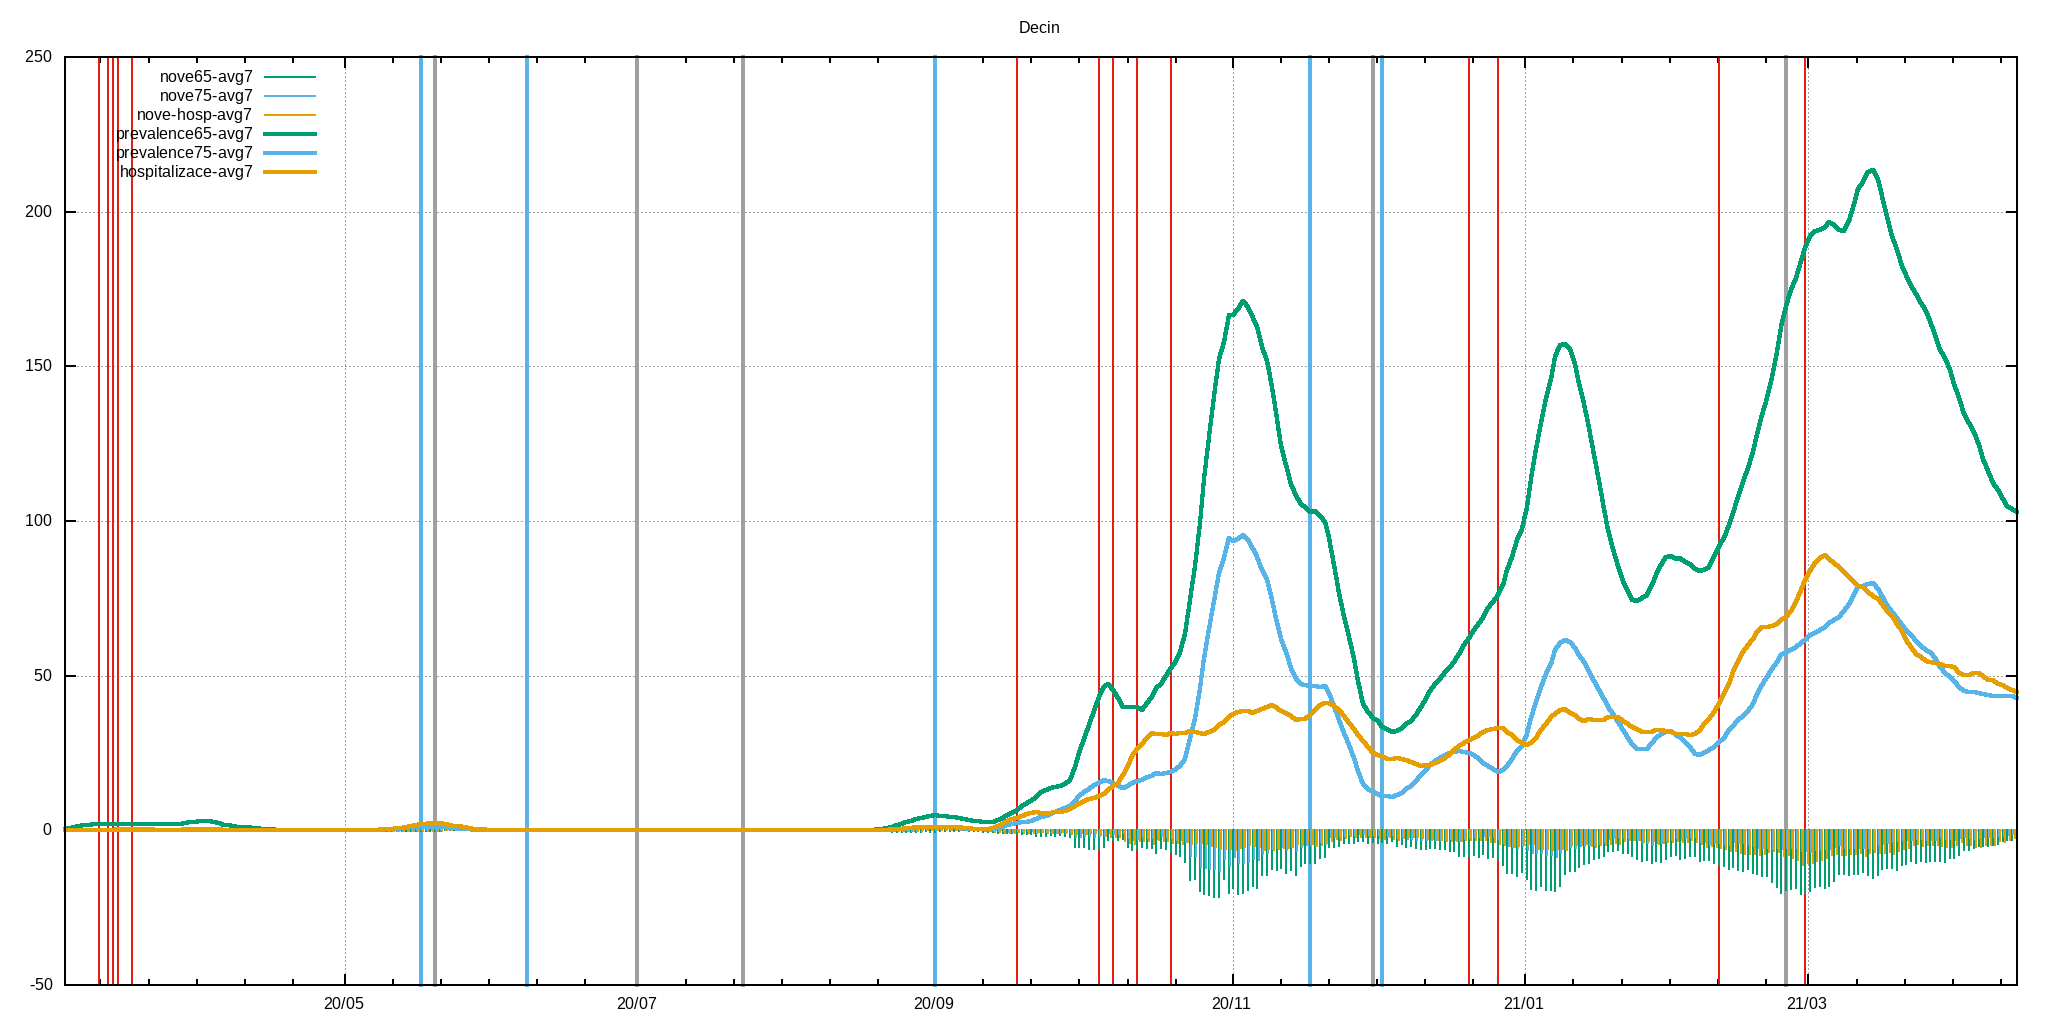 Decin
250
nove65-avg7
nove75-avg7
nove-hosp-avg7
prevalence65-avg7
prevalence75-avg7
hospitalizace-avg7
200
150
100
50
0
-50
20/05 20/07 20/09 20/11 21/01 21/03